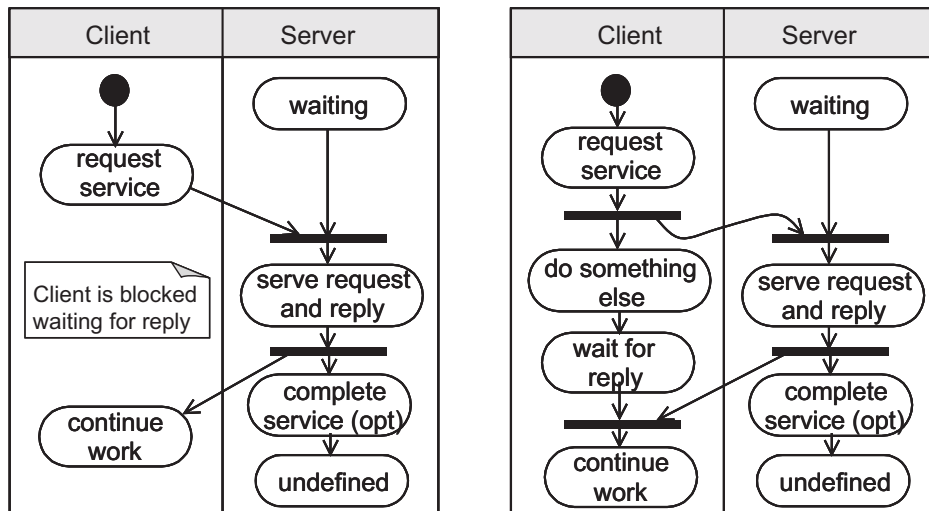 Client
Server
waiting
request
service
Client is blocked
waiting for reply
serve request
and reply
complete
service (opt)
continue
work
undefined
Client
Server
request
service
waiting
do something
else
serve request
and reply
wait for
reply
complete
service (opt)
continue
work
undefined